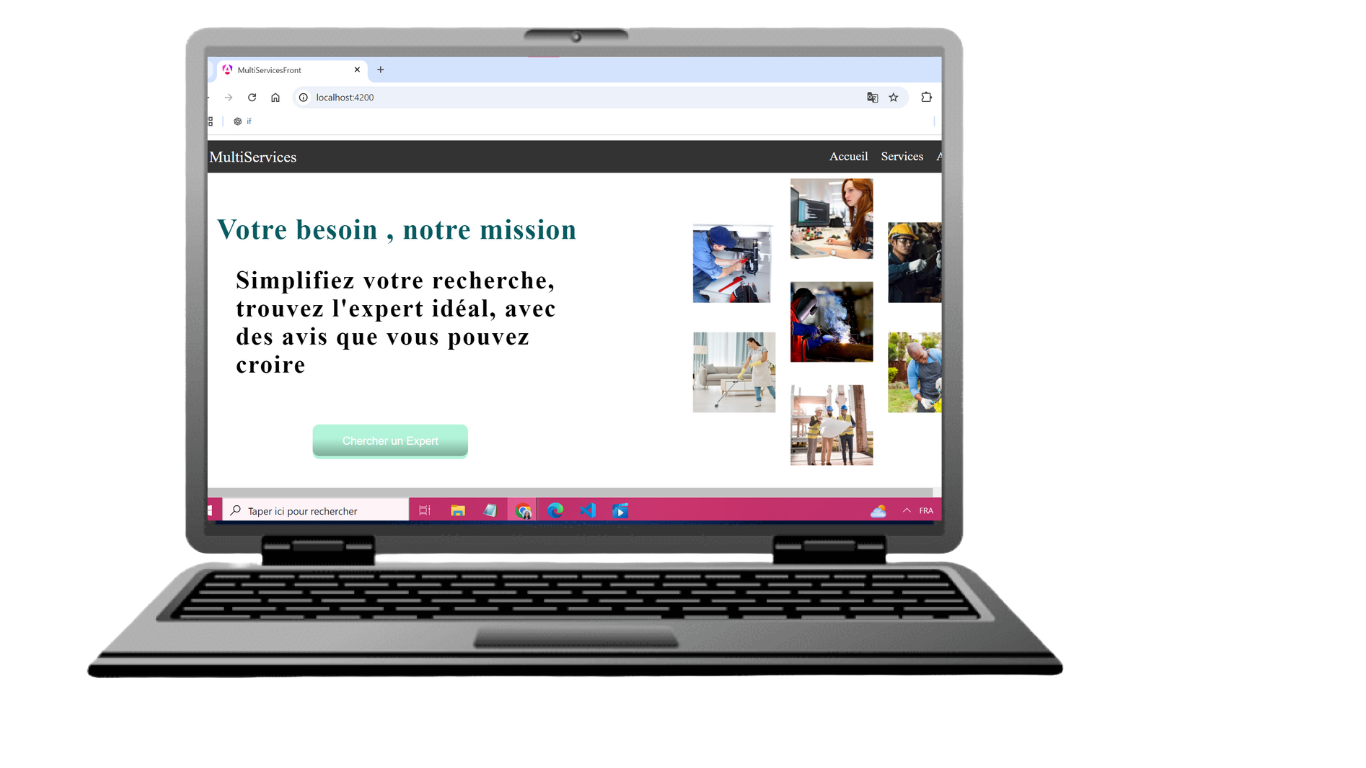 MultiServicesFront
localhost:4200
if
MultiServices
Accueil Services A
Votre besoin , notre mission
Simplifiez votre recherche,
trouvez l'expert idéal, avec
des avis que vous pouvez
croire
Chercher un Expert
Taper ici pour rechercher
FRA